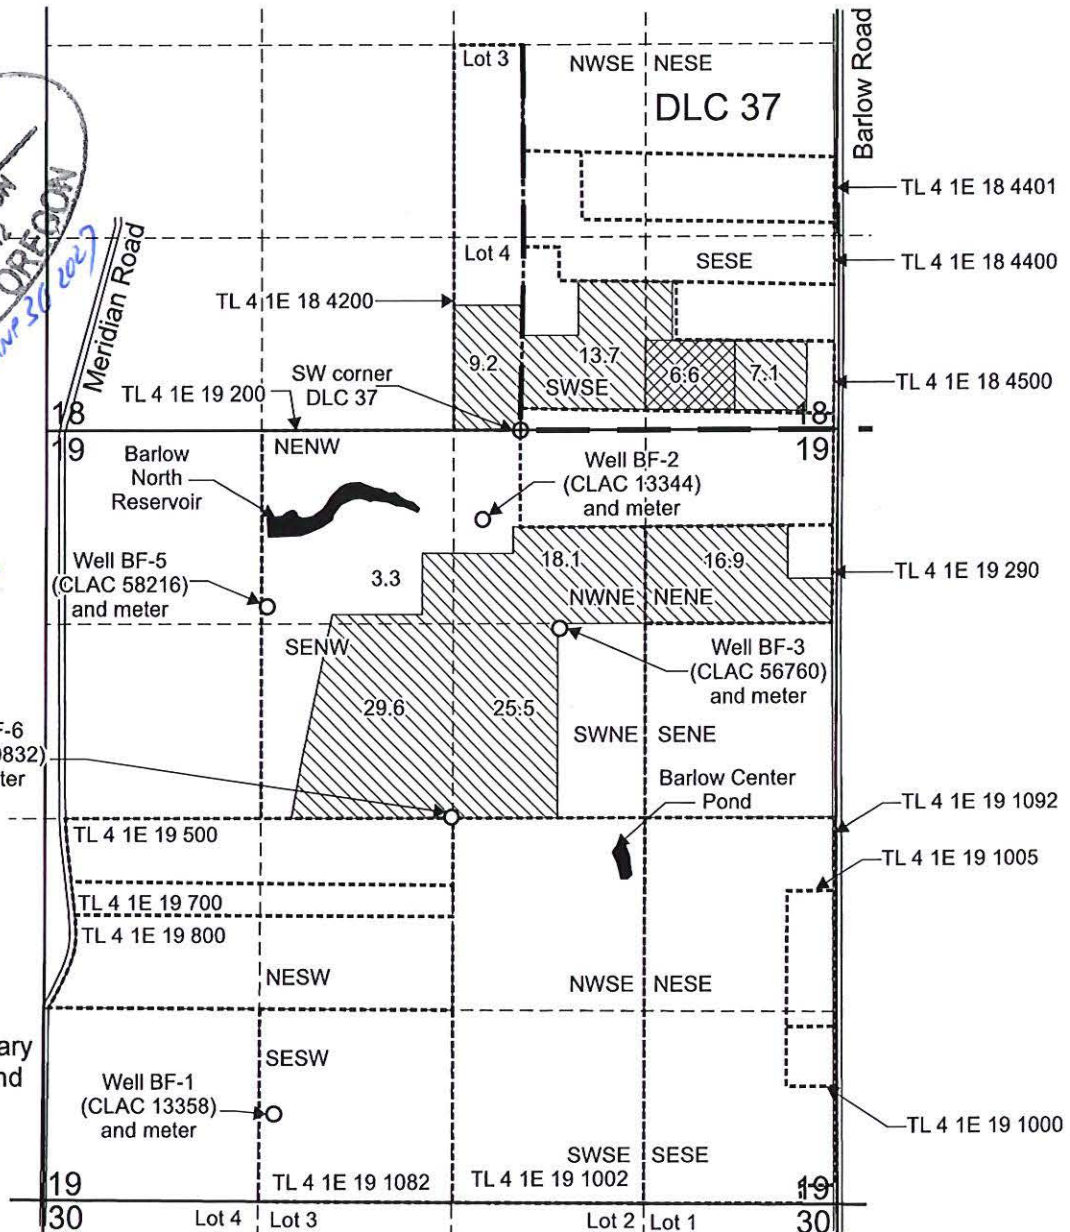 Lot 3
NWSE
NESE
DLC 37
Barlow Road
TL 4 1E 18 4401
OREGON
Meridian Road
Lot 4
SESE
TL 4 1E 18 4400
TL 4 1E 18 4200
9.2
13.7
6.6
7.1
SW corner
DLC 37
SWSE
TL 4 1E 18 4500
TL 4 1E 19 200
18
18
19
19
NENW
Barlow
North
Reservoir
Well BF-2
(CLAC 13344)
and meter
Well BF-5
(CLAC 58216)
and meter
3.3
18.1
16.9
TL 4 1E 19 290
NWNE
NENE
SENW
Well BF-3
(CLAC 56760)
and meter
29.6
25.5
SWNE
SENE
Barlow Center
Pond
TL 4 1E 19 1092
TL 4 1E 19 500
TL 4 1E 19 1005
TL 4 1E 19 700
TL 4 1E 19 800
NESW
NWSE
NESE
SESW
Well BF-1
(CLAC 13358)
and meter
TL 4 1E 19 1000
SWSE
SESE
TL 4 1E 19 1082
TL 4 1E 19 1002
19
19
30
30
Lot 4
Lot 3
Lot 2
Lot 1